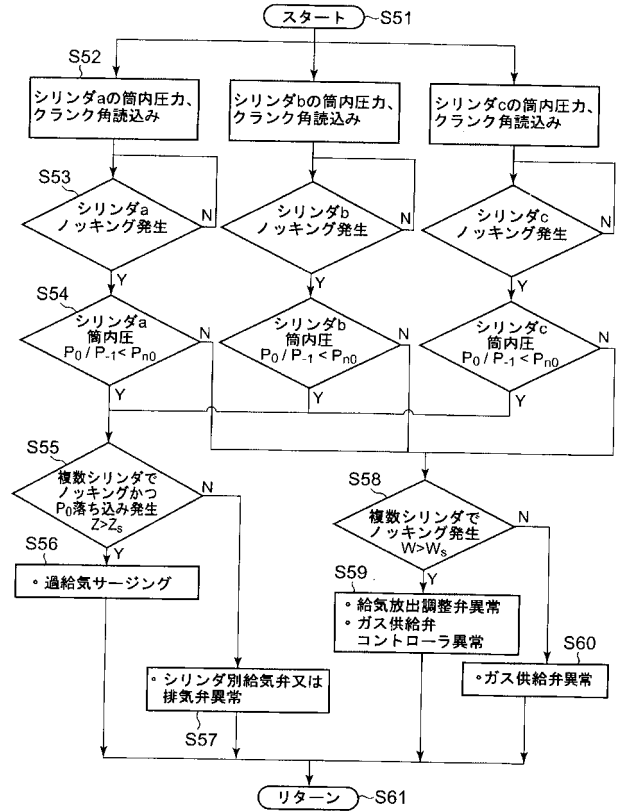 スタート
S51
S52
シリンダaの筒内圧力、
クランク角読込み
シリンダbの筒内圧力、
クランク角読込み
シリンダcの筒内圧力、
クランク角読込み
S53
シリンダa
ノッキング発生
N
シリンダb
ノッキング発生
N
シリンダc
ノッキング発生
N
Y
Y
Y
S54
シリンダa
筒内圧
P0 / P-1 < Pn0
N
シリンダb
筒内圧
P0 / P-1 < Pn0
N
シリンダc
筒内圧
P0 / P-1 < Pn0
N
Y
Y
Y
S55
複数シリンダで
ノッキングかつ
P0落ち込み発生
Z>Zs
N
Y
S58
複数シリンダで
ノッキング発生
W>Ws
N
Y
S56
過給気サージング
S59
給気放出調整弁異常
ガス供給弁
コントローラ異常
S60
ガス供給弁異常
シリンダ別給気弁又は
排気弁異常
S57
リターン
S61